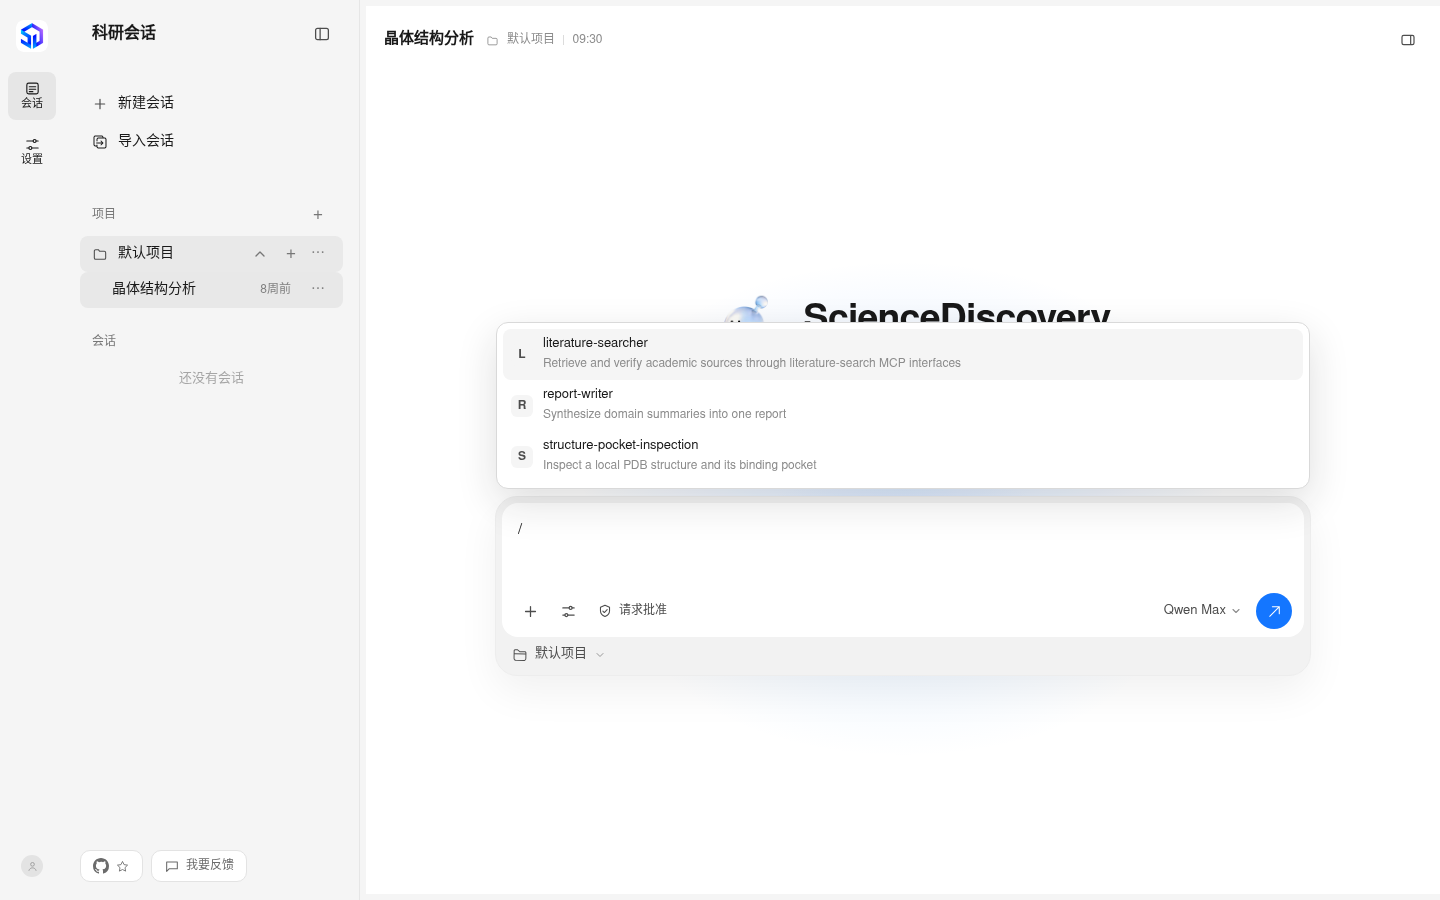 科研会话
会话
设置
新建会话
导入会话
项目
默认项目
晶体结构分析
8周前
会话
还没有会话
我要反馈
晶体结构分析
默认项目
09:30
ScienceDiscovery
L
literature-searcher
Retrieve and verify academic sources through literature-search MCP interfaces
R
report-writer
Synthesize domain summaries into one report
S
structure-pocket-inspection
Inspect a local PDB structure and its binding pocket
/
请求批准
Qwen Max
默认项目